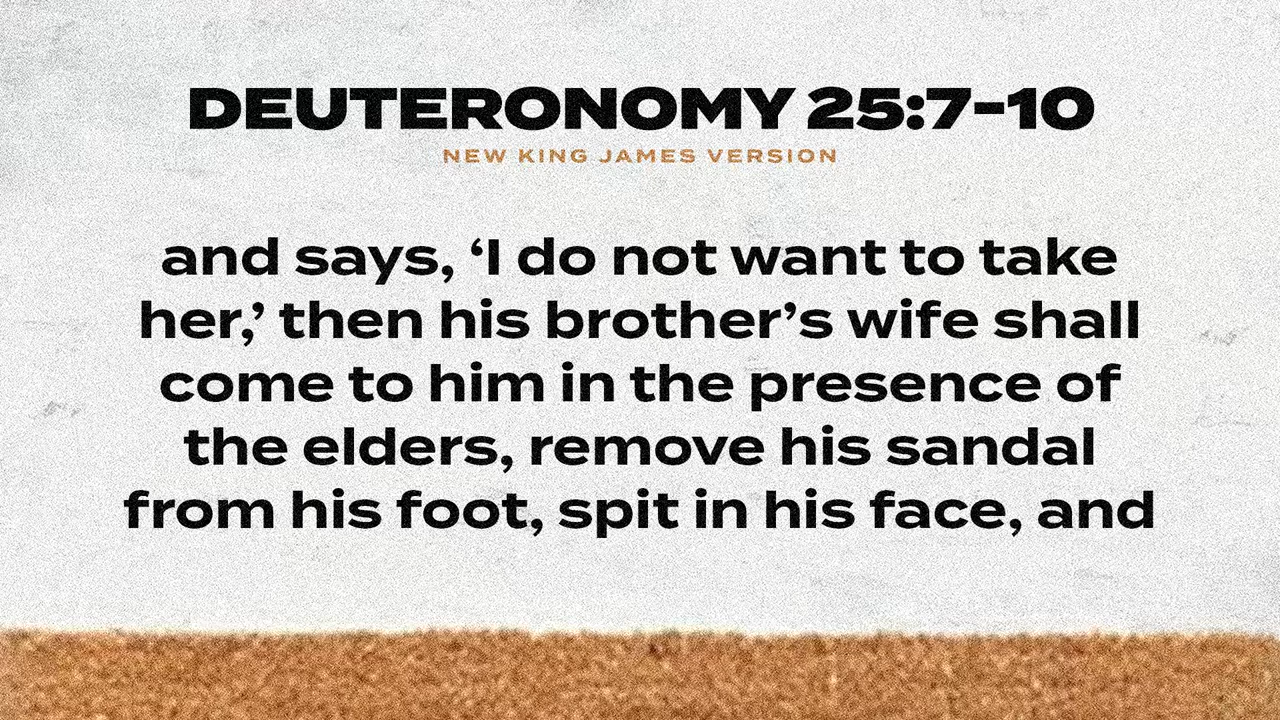 DEUTERONOMY 25:7-10
NEW KING JAMES VERSION
and says, ‘I do not want to take
her,’ then his brother’s wife shall
come to him in the presence of
the elders, remove his sandal
from his foot, spit in his face, and